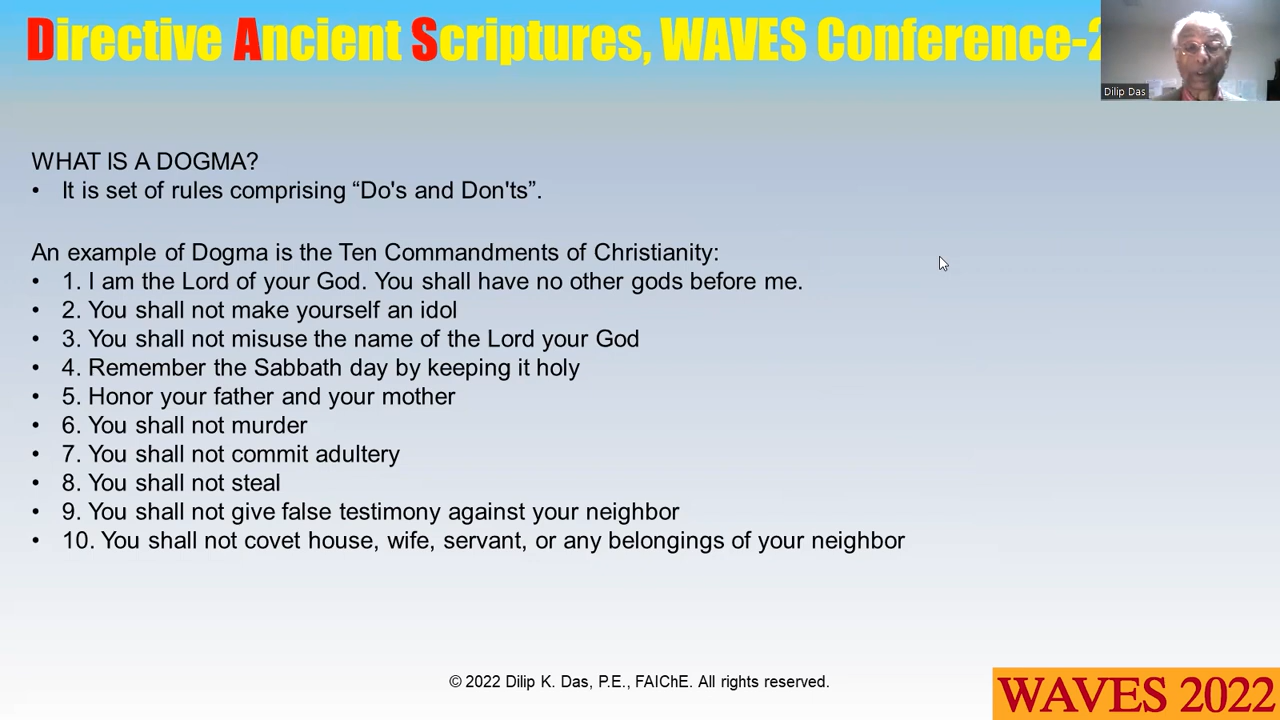 Directive Ancient Scriptures, WAVES Conference-2
Dilip Das
WHAT IS A DOGMA?
• It is set of rules comprising “Do's and Don'ts”.
An example of Dogma is the Ten Commandments of Christianity:
• 1. I am the Lord of your God. You shall have no other gods before me.
• 2. You shall not make yourself an idol
• 3. You shall not misuse the name of the Lord your God
• 4. Remember the Sabbath day by keeping it holy
• 5. Honor your father and your mother
• 6. You shall not murder
• 7. You shall not commit adultery
• 8. You shall not steal
• 9. You shall not give false testimony against your neighbor
• 10. You shall not covet house, wife, servant, or any belongings of your neighbor
© 2022 Dilip K. Das, P.E., FAIChE. All rights reserved.
WAVES 2022